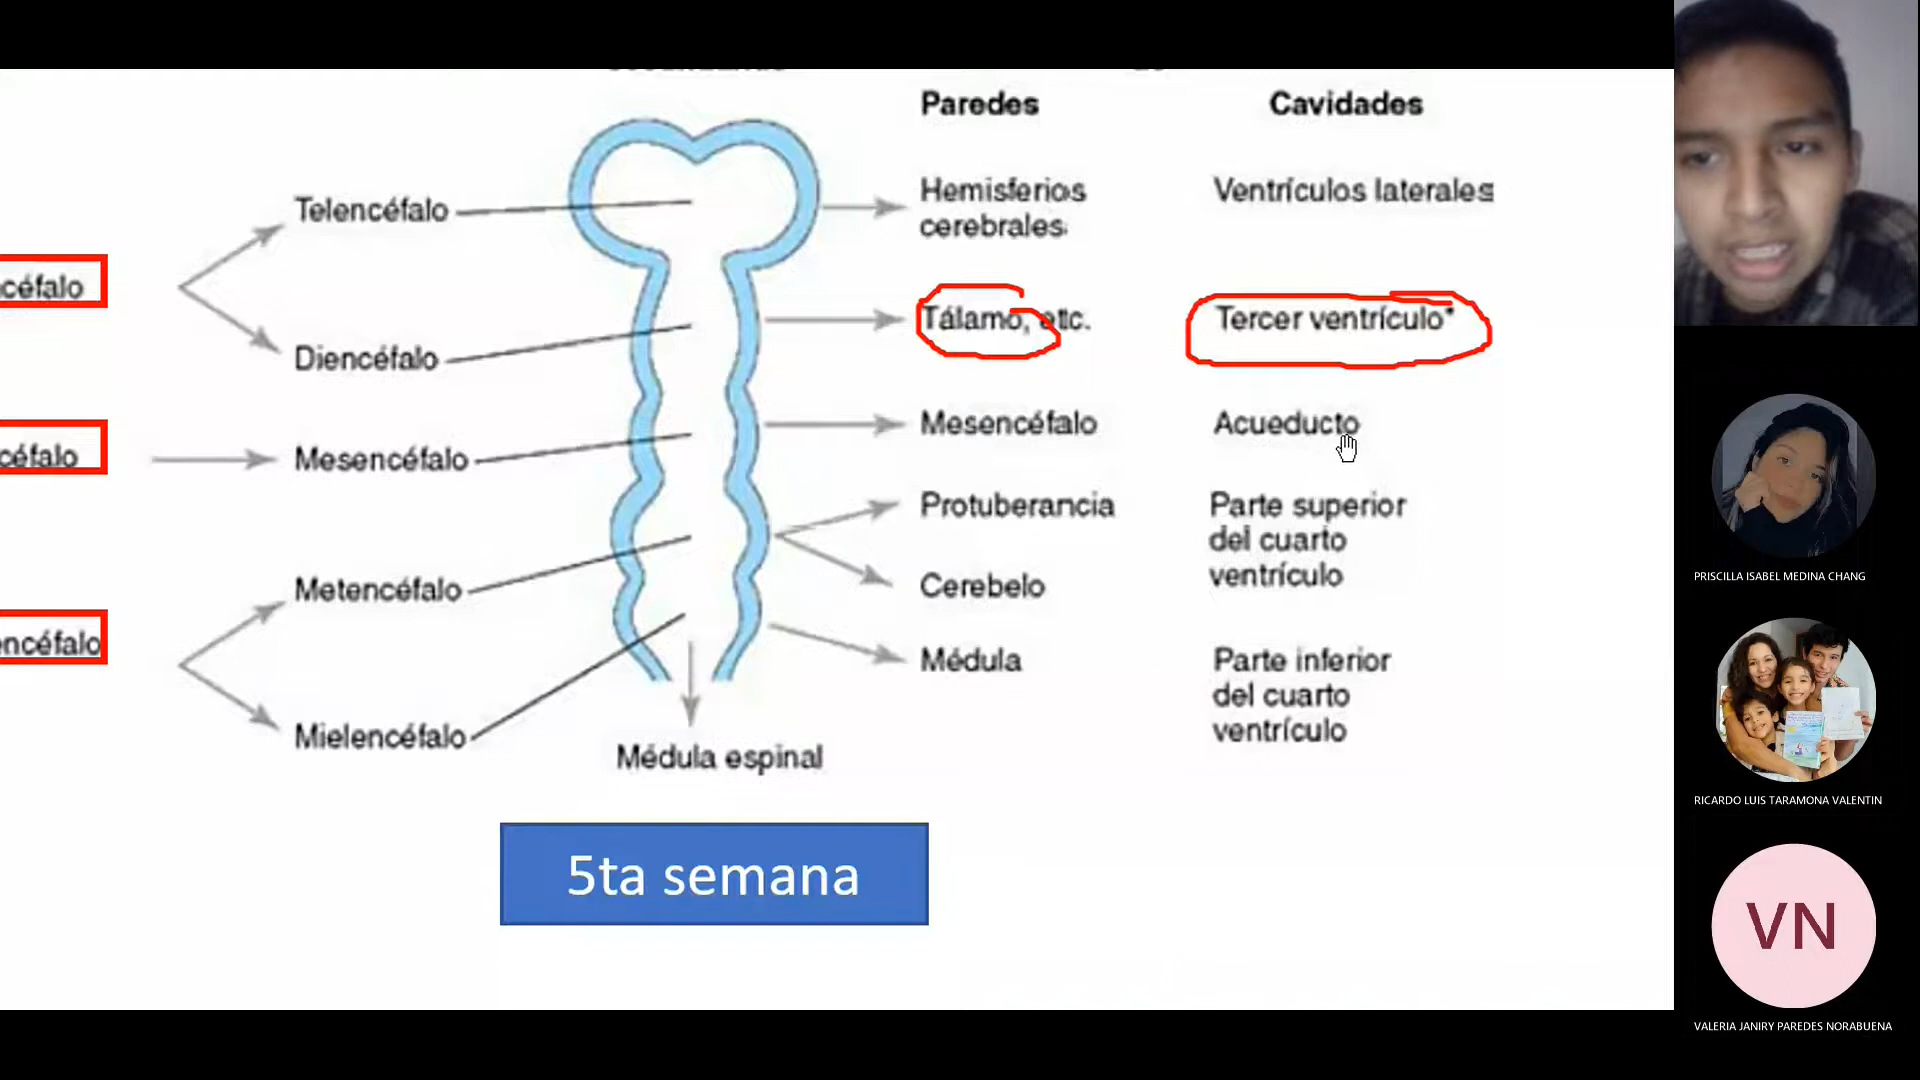 Paredes
Cavidades
Telencéfalo
Hemisferios
cerebrales
Ventrículos laterales
céfalo
Diencéfalo
Tálamo, etc.
Tercer ventrículo*
céfalo
Mesencéfalo
Mesencéfalo
Acueducto
Protuberancia
Parte superior
del cuarto
ventrículo
Metencéfalo
Cerebelo
encéfalo
Médula
Parte inferior
del cuarto
ventrículo
Mielencéfalo
Médula espinal
5ta semana
PRISCILLA ISABEL MEDINA CHANG
RICARDO LUIS TARAMONA VALENTIN
VN
VALERIA JANIRY PAREDES NORABUENA